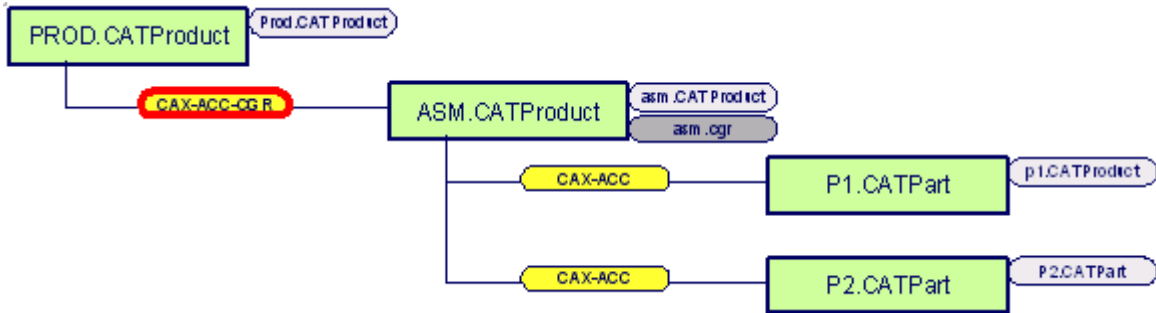 PROD.CATProduct
Prod.CATProduct
CAX-ACC-CGR
ASM.CATProduct
asm.CATProduct
asm.cgr
CAX-ACC
P1.CATPart
p1.CATProduct
CAX-ACC
P2.CATPart
P2.CATPart